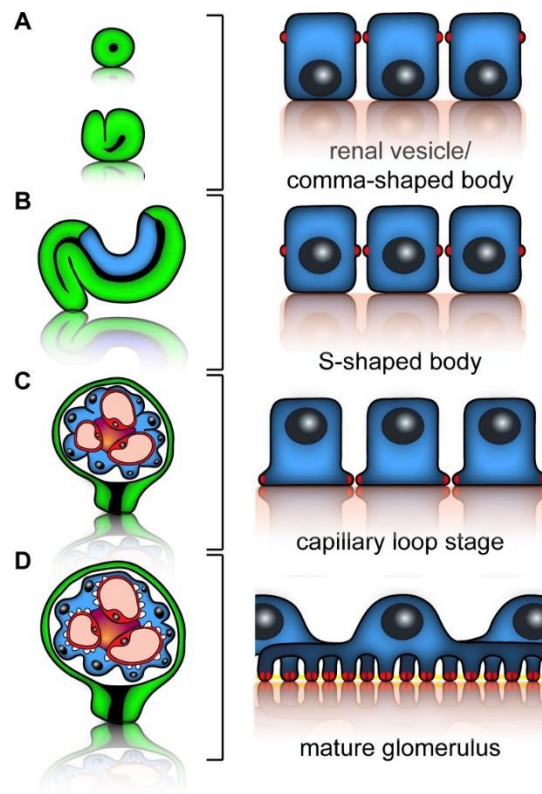 A
renal vesicle/
comma-shaped body
B
S-shaped body
C
capillary loop stage
D
mature glomerulus